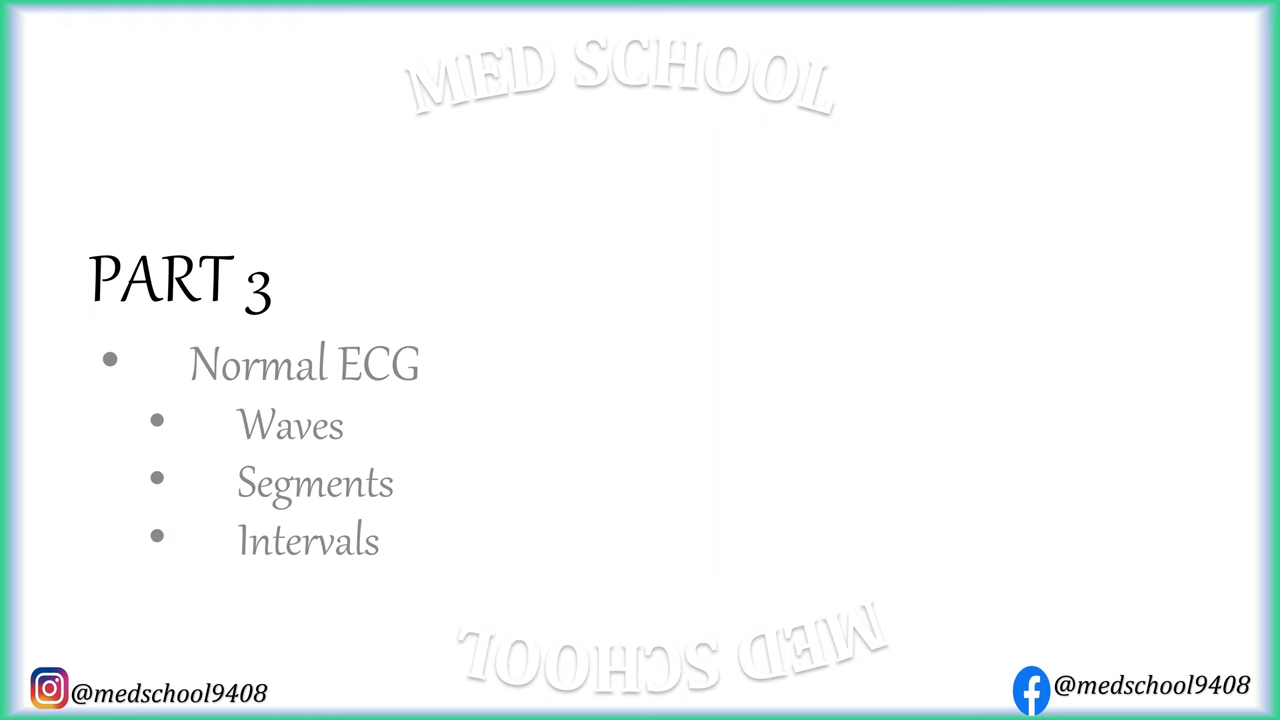 MED SCHOOL
PART 3
• Normal ECG
• Waves
• Segments
• Intervals
MED SCHOOL
@medschool9408
@medschool9408